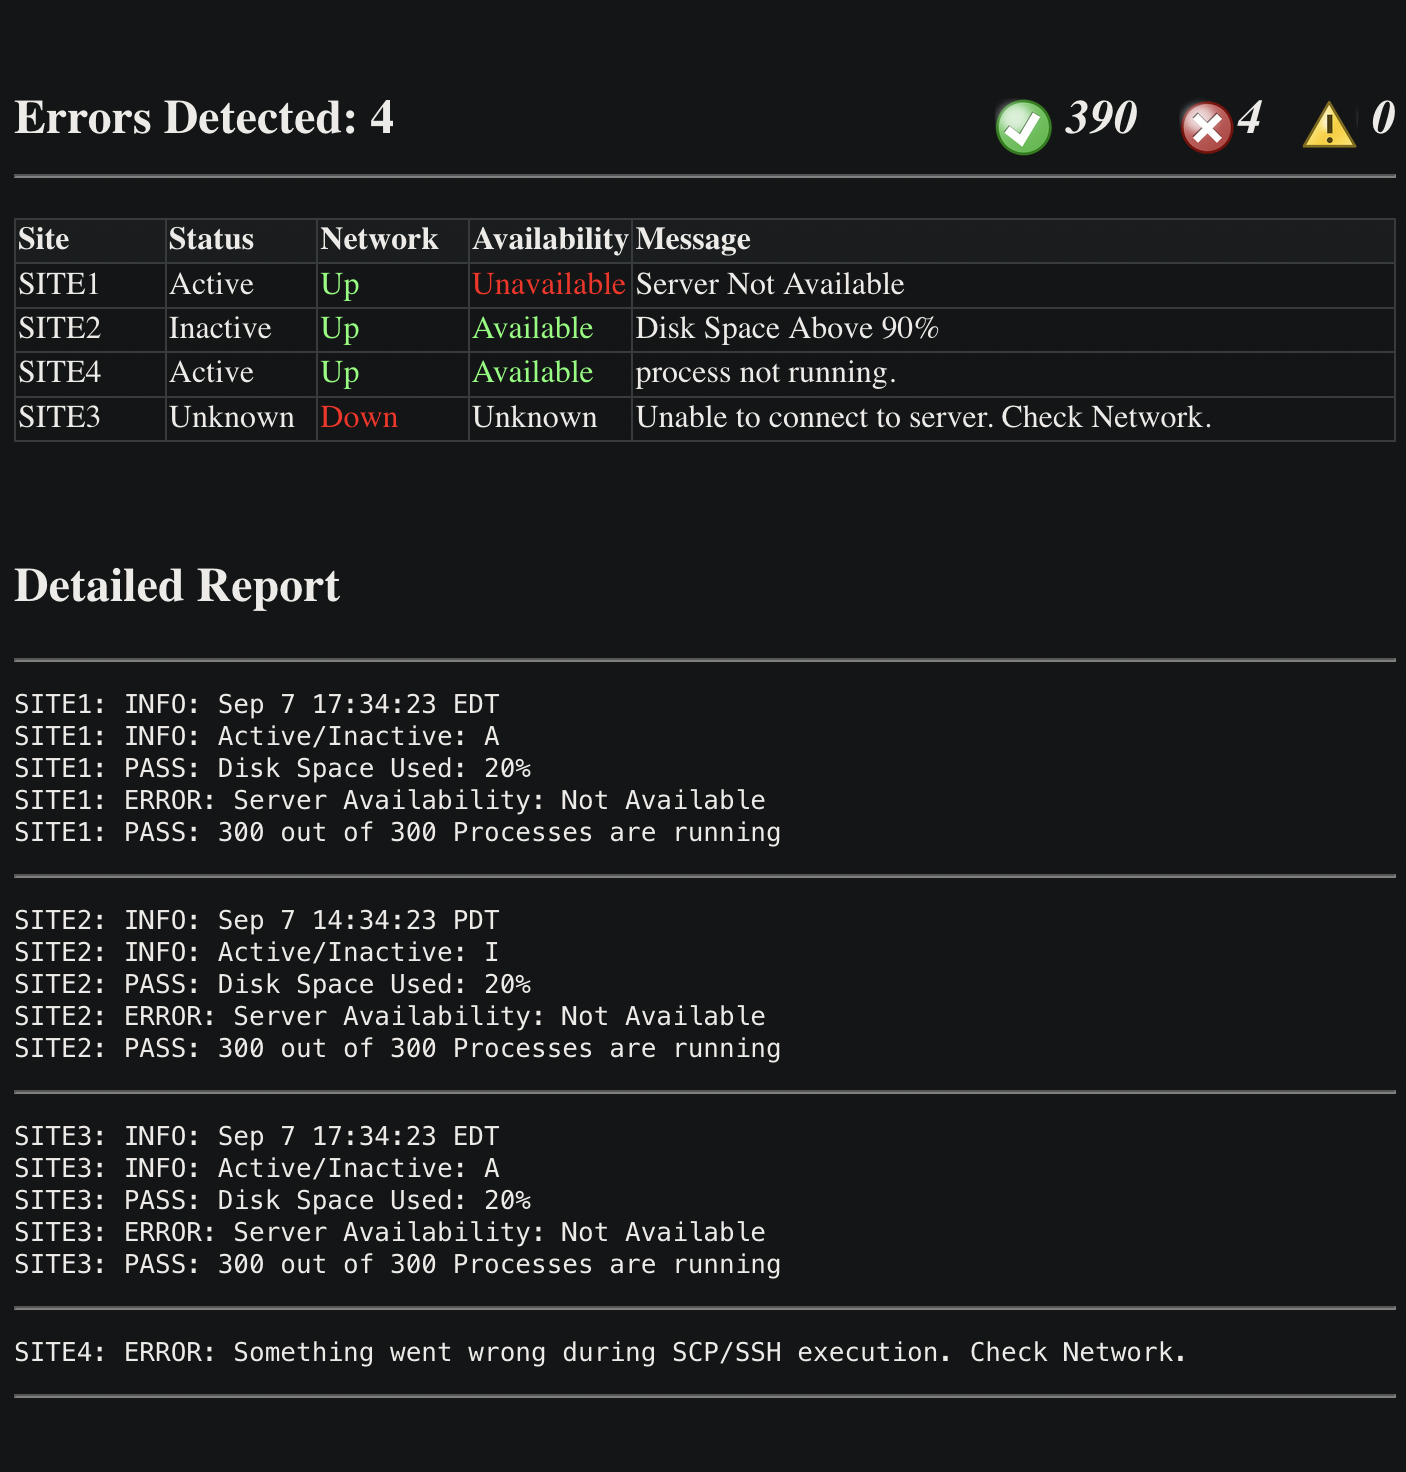 Errors Detected: 4 390 4 0
Site Status Network Availability Message
SITE1 Active Up Unavailable Server Not Available
SITE2 Inactive Up Available Disk Space Above 90%
SITE4 Active Up Available process not running.
SITE3 Unknown Down Unknown Unable to connect to server. Check Network.
Detailed Report
SITE1: INFO: Sep 7 17:34:23 EDT
SITE1: INFO: Active/Inactive: A
SITE1: PASS: Disk Space Used: 20%
SITE1: ERROR: Server Availability: Not Available
SITE1: PASS: 300 out of 300 Processes are running
SITE2: INFO: Sep 7 14:34:23 PDT
SITE2: INFO: Active/Inactive: I
SITE2: PASS: Disk Space Used: 20%
SITE2: ERROR: Server Availability: Not Available
SITE2: PASS: 300 out of 300 Processes are running
SITE3: INFO: Sep 7 17:34:23 EDT
SITE3: INFO: Active/Inactive: A
SITE3: PASS: Disk Space Used: 20%
SITE3: ERROR: Server Availability: Not Available
SITE3: PASS: 300 out of 300 Processes are running
SITE4: ERROR: Something went wrong during SCP/SSH execution. Check Network.